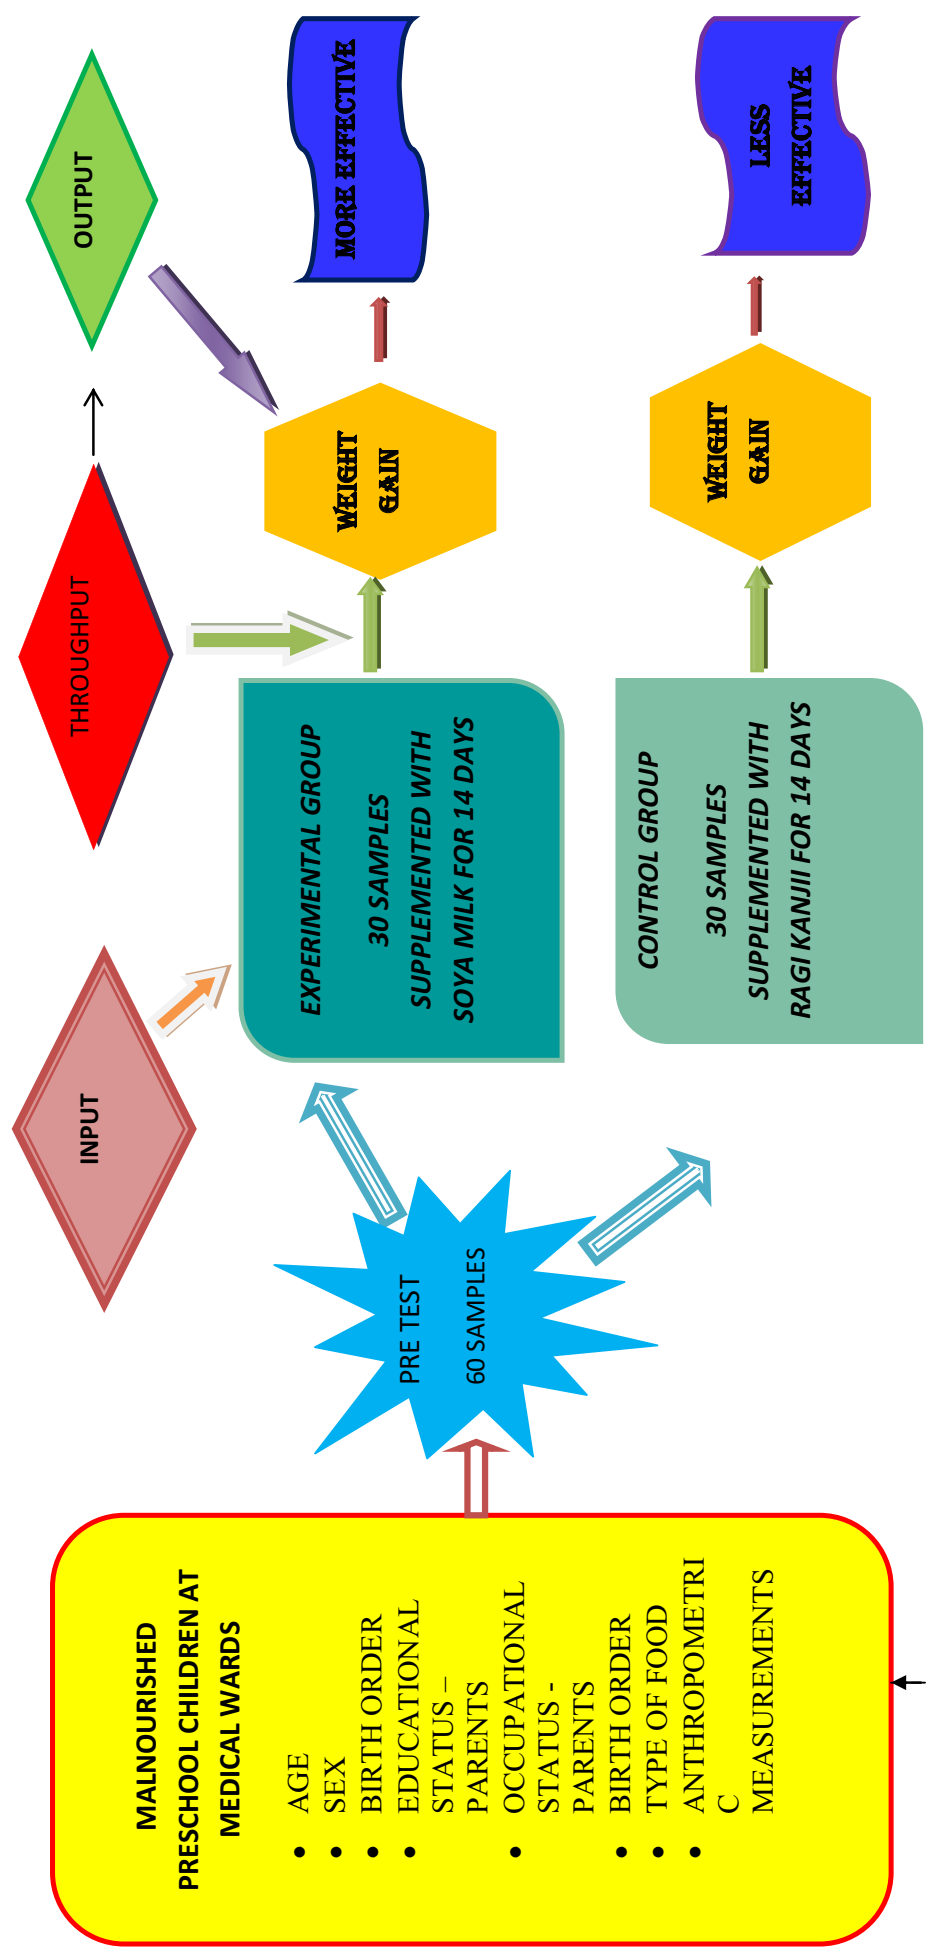 MALNOURISHED
PRESCHOOL CHILDREN AT
MEDICAL WARDS
• AGE
• SEX
• BIRTH ORDER
• EDUCATIONAL
STATUS –
PARENTS
• OCCUPATIONAL
STATUS -
PARENTS
• BIRTH ORDER
• TYPE OF FOOD
• ANTHROPOMETRI
C
MEASUREMENTS
PRE TEST
60 SAMPLES
INPUT
THROUGHPUT
OUTPUT
EXPERIMENTAL GROUP
30 SAMPLES
SUPPLEMENTED WITH
SOYA MILK FOR 14 DAYS
WEIGHT
GAIN
MORE EFFECTIVE
CONTROL GROUP
30 SAMPLES
SUPPLEMENTED WITH
RAGI KANJII FOR 14 DAYS
WEIGHT
GAIN
LESS
EFFECTIVE